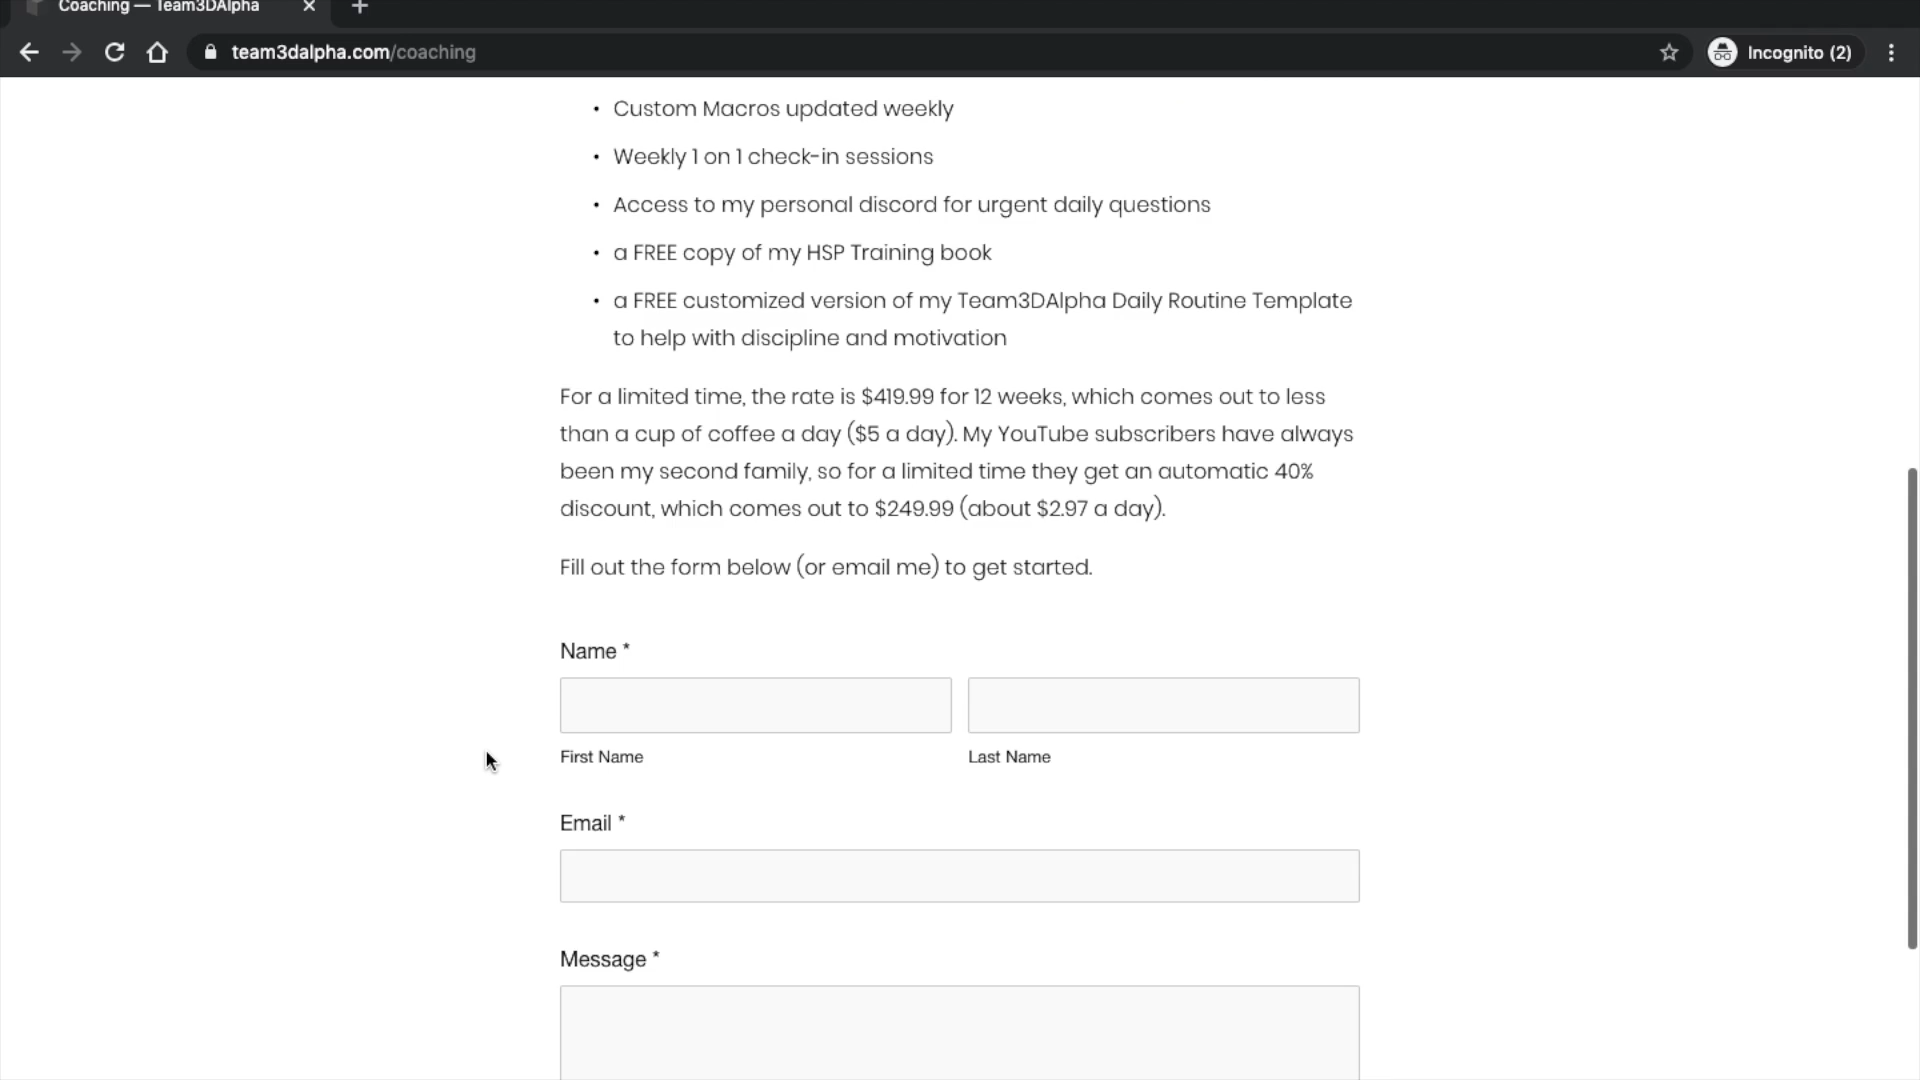 Coaching — Team3DAlpha
team3dalpha.com/coaching
Incognito (2)
• Custom Macros updated weekly
• Weekly 1 on 1 check-in sessions
• Access to my personal discord for urgent daily questions
• a FREE copy of my HSP Training book
• a FREE customized version of my Team3DAlpha Daily Routine Template
to help with discipline and motivation
For a limited time, the rate is $419.99 for 12 weeks, which comes out to less
than a cup of coffee a day ($5 a day). My YouTube subscribers have always
been my second family, so for a limited time they get an automatic 40%
discount, which comes out to $249.99 (about $2.97 a day).
Fill out the form below (or email me) to get started.
Name *
First Name
Last Name
Email *
Message *